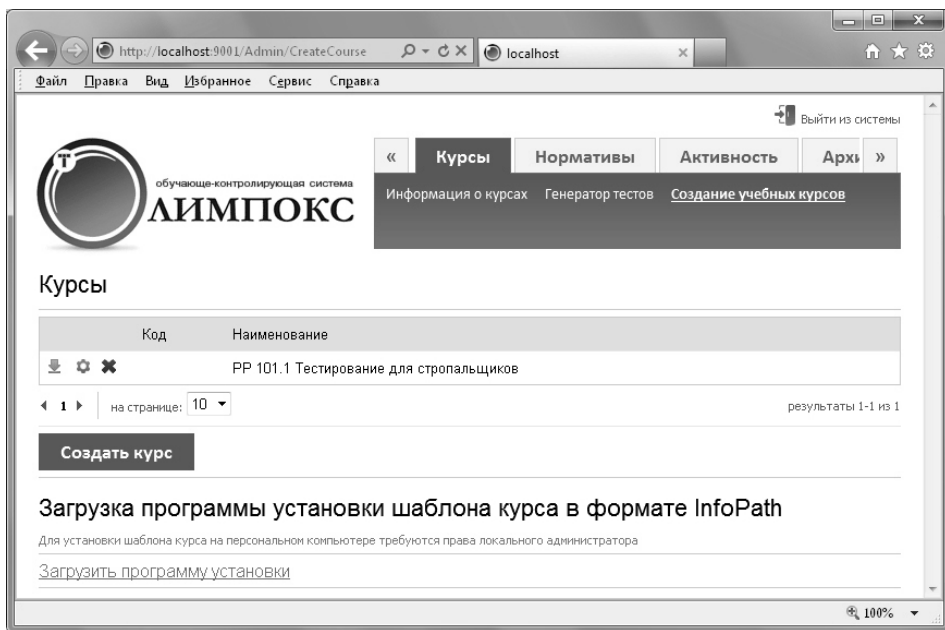 http://localhost:9001/Admin/CreateCourse
localhost
Файл Правка Вид Избранное Сервис Справка
Выйти из системы
Т
обучающе-контролирующая система
ОЛИМПОКС
« Курсы Нормативы Активность Архи »
Информация о курсах Генератор тестов Создание учебных курсов
Курсы
Код Наименование
РР 101.1 Тестирование для стропальщиков
1 на странице: 10 результаты 1-1 из 1
Создать курс
Загрузка программы установки шаблона курса в формате InfoPath
Для установки шаблона курса на персональном компьютере требуются права локального администратора
Загрузить программу установки
100%